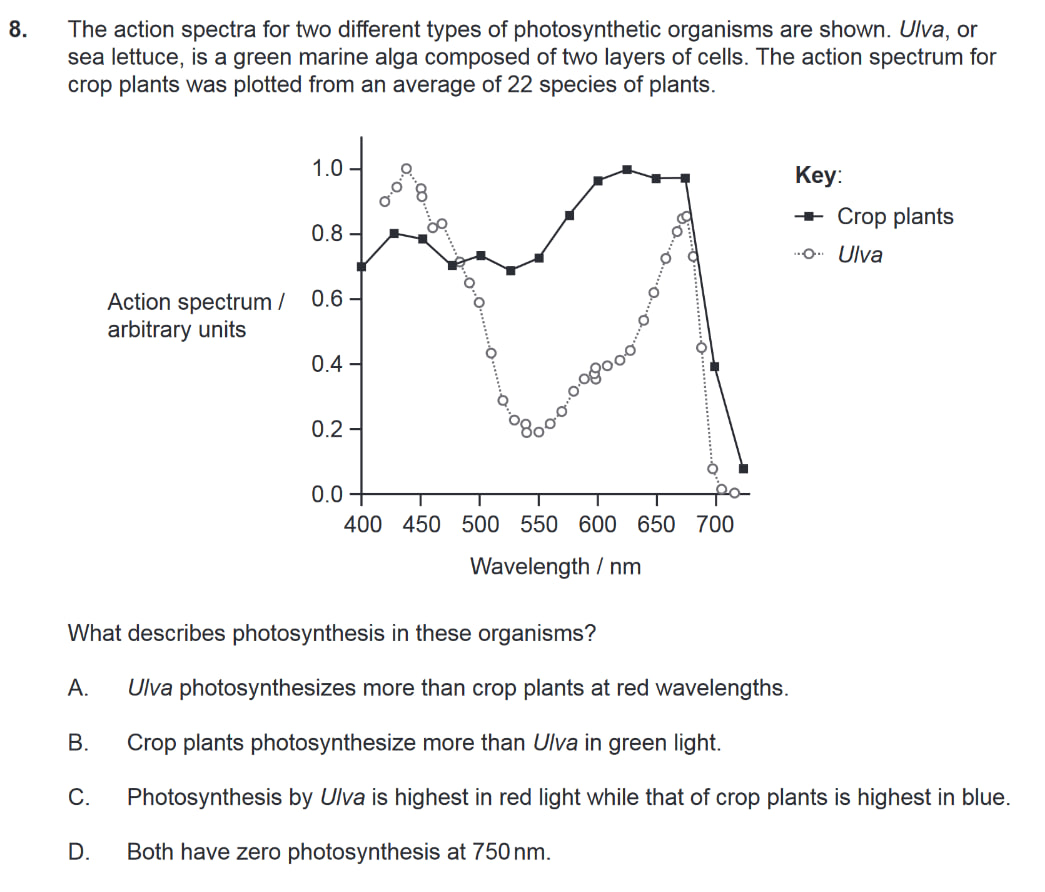 8. The action spectra for two different types of photosynthetic organisms are shown. Ulva, or
sea lettuce, is a green marine alga composed of two layers of cells. The action spectrum for
crop plants was plotted from an average of 22 species of plants.
1.0
0.8
0.6
0.4
0.2
0.0
Action spectrum /
arbitrary units
400 450 500 550 600 650 700
Wavelength / nm
Key:
Crop plants
Ulva
What describes photosynthesis in these organisms?
A. Ulva photosynthesizes more than crop plants at red wavelengths.
B. Crop plants photosynthesize more than Ulva in green light.
C. Photosynthesis by Ulva is highest in red light while that of crop plants is highest in blue.
D. Both have zero photosynthesis at 750 nm.